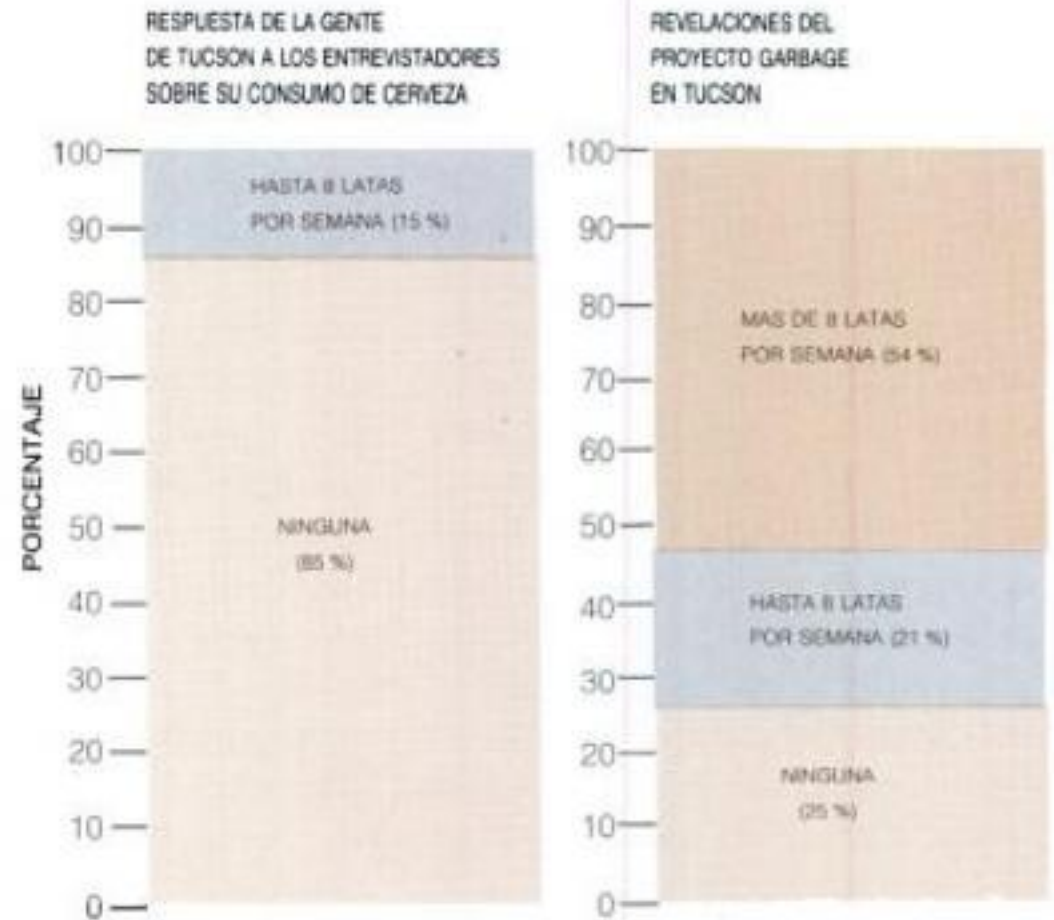 RESPUESTA DE LA GENTE
DE TUCSON A LOS ENTREVISTADORES
SOBRE SU CONSUMO DE CERVEZA
PORCENTAJE
100
90
80
70
60
50
40
30
20
10
0
HASTA 8 LATAS
POR SEMANA (15 %)
NINGUNA
(85 %)
REVELACIONES DEL
PROYECTO GARBAGE
EN TUCSON
100
90
80
70
60
50
40
30
20
10
0
MAS DE 8 LATAS
POR SEMANA (54 %)
HASTA 8 LATAS
POR SEMANA (21 %)
NINGUNA
(25 %)